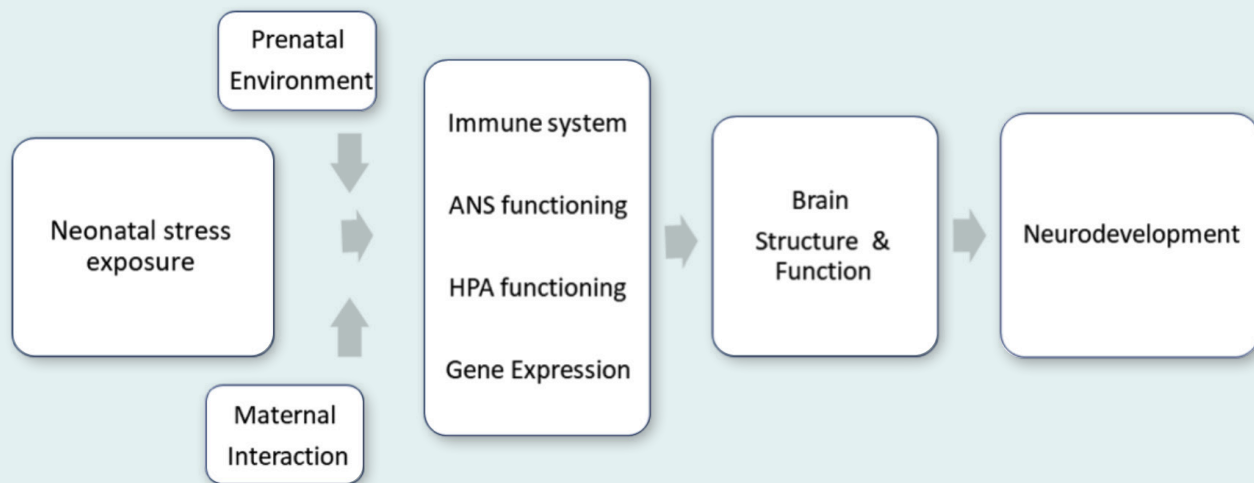 Prenatal
Environment
Neonatal stress
exposure
Maternal
Interaction
Immune system
ANS functioning
HPA functioning
Gene Expression
Brain
Structure & 
Function
Neurodevelopment